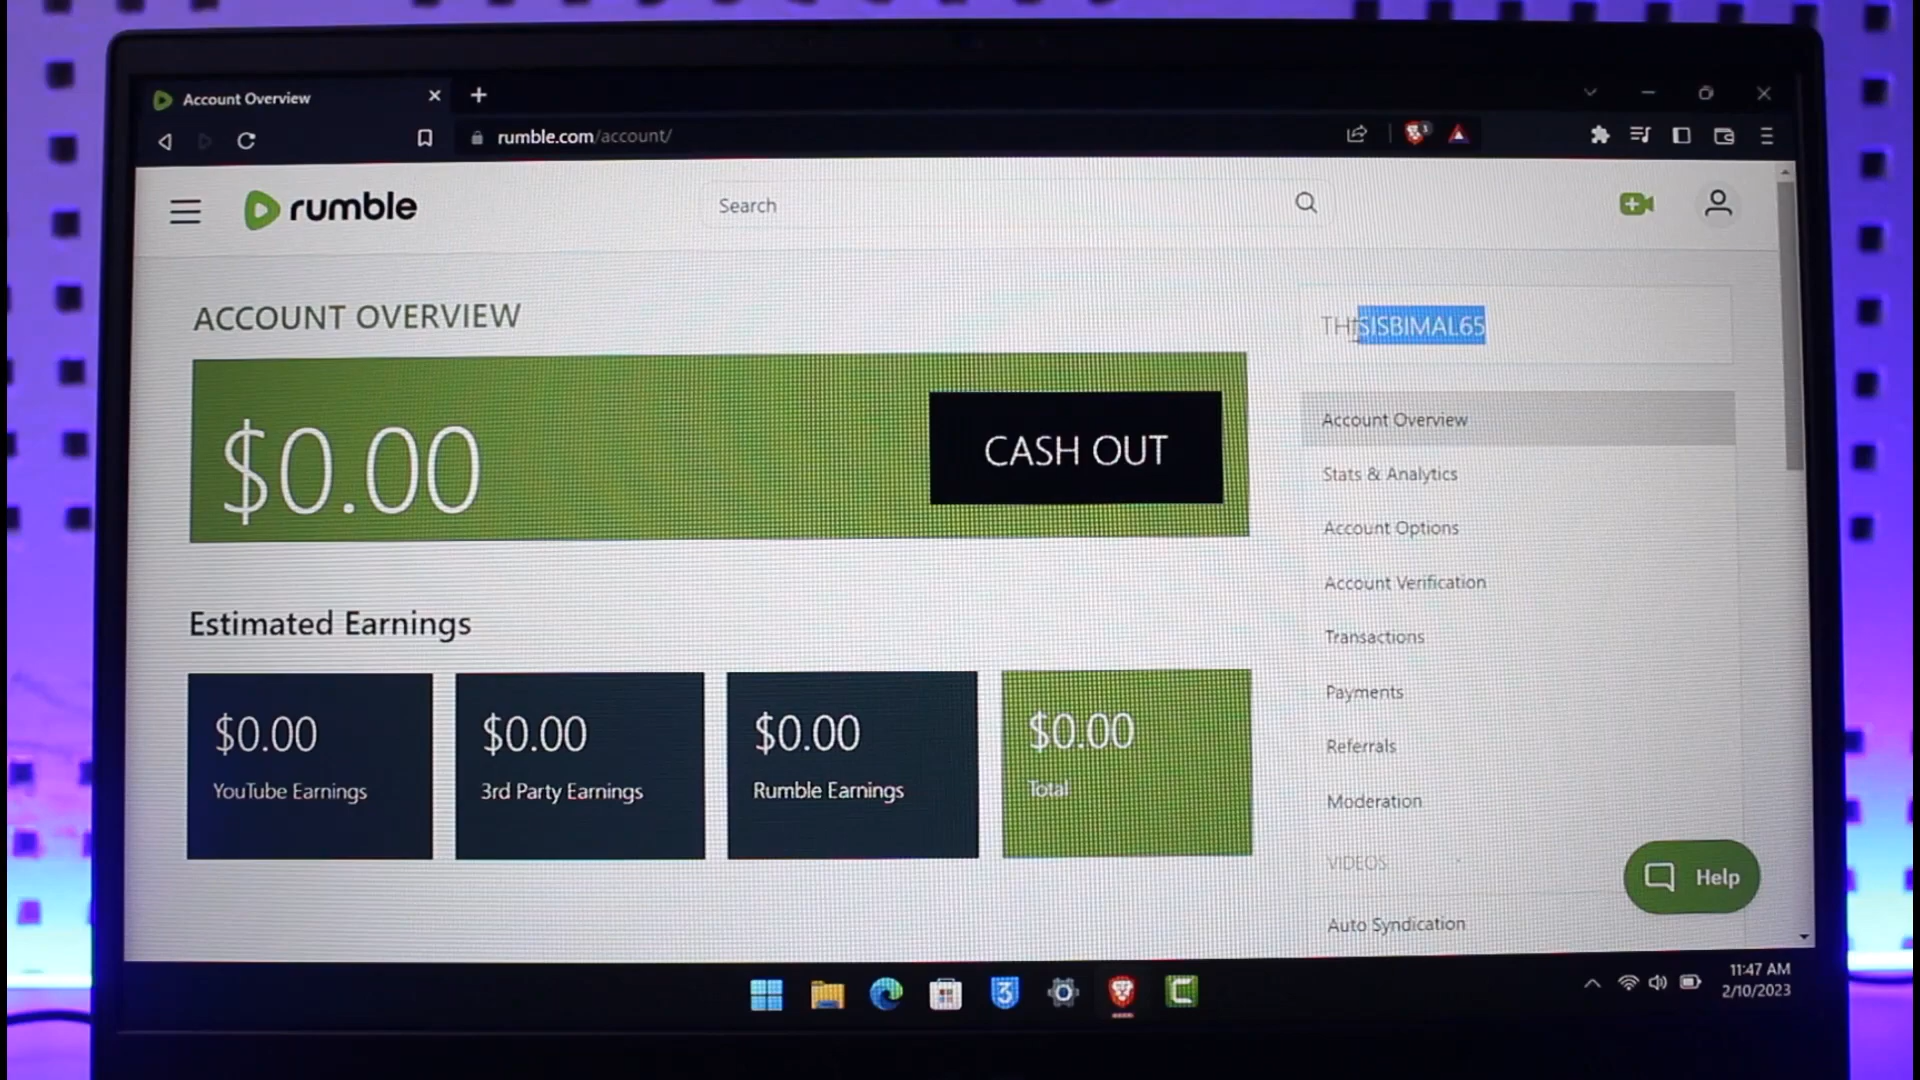 Account Overview
rumble.com/account/
rumble
Search
ACCOUNT OVERVIEW
THISISBIMAL65
$0.00
CASH OUT
Account Overview
Stats & Analytics
Account Options
Account Verification
Transactions
Payments
Referrals
Moderation
VIDEOS
Auto Syndication
Estimated Earnings
$0.00
YouTube Earnings
$0.00
3rd Party Earnings
$0.00
Rumble Earnings
$0.00
Total
Help
3
11:47 AM
2/10/2023